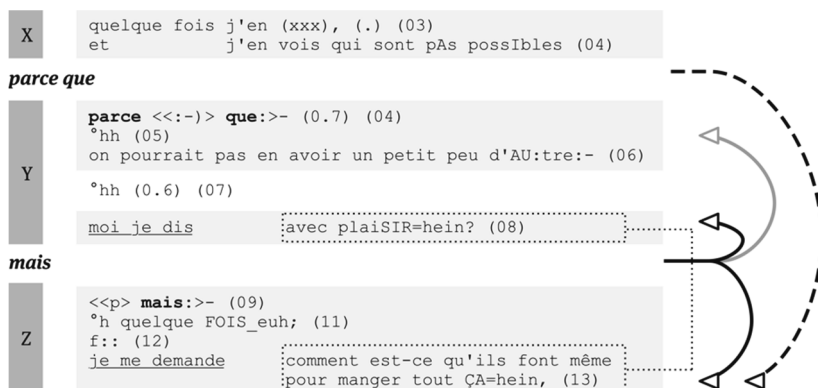 X
quelque fois j'en (xxx), (.) (03)
et j'en vois qui sont pAs possIbles (04)
parce que
Y
parce <<:-)> que:>- (0.7) (04)
°hh (05)
on pourrait pas en avoir un petit peu d'AU:tre:- (06)
°hh (0.6) (07)
moi je dis avec plaiSIR=hein? (08)
mais
Z
<<p> mais:>- (09)
°h quelque FOIS_euh; (11)
f:: (12)
je me demande comment est-ce qu'ils font même
pour manger tout ÇA=hein, (13)